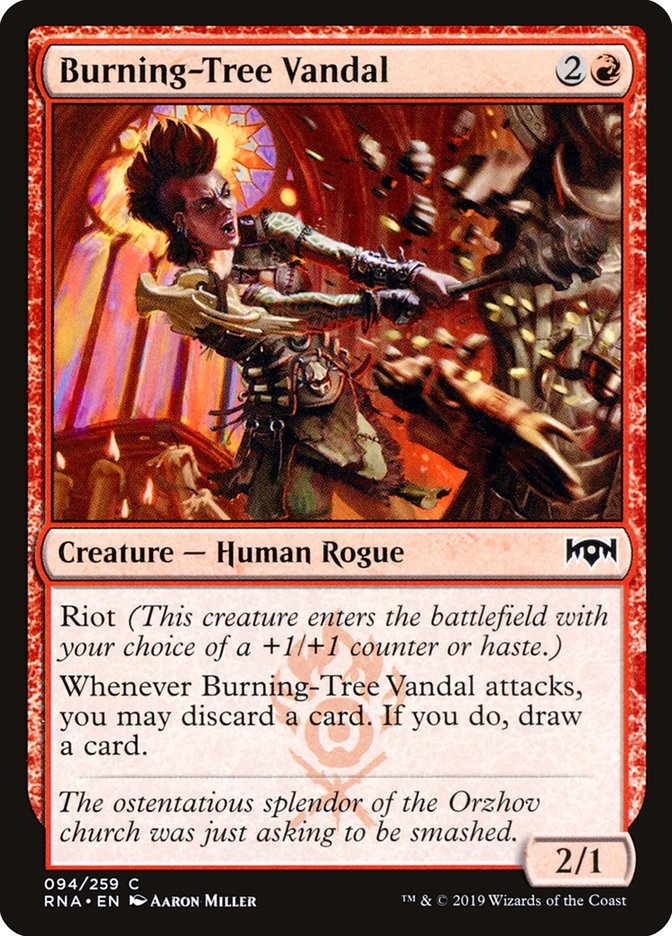 Burning-Tree Vandal 2
Creature — Human Rogue
Riot (This creature enters the battlefield with
your choice of a +1/+1 counter or haste.)
Whenever Burning-Tree Vandal attacks,
you may discard a card. If you do, draw
a card.
The ostentatious splendor of the Orzhov
church was just asking to be smashed.
2/1
094/259 C
RNA • EN Aaron Miller
™ & © 2019 Wizards of the Coast